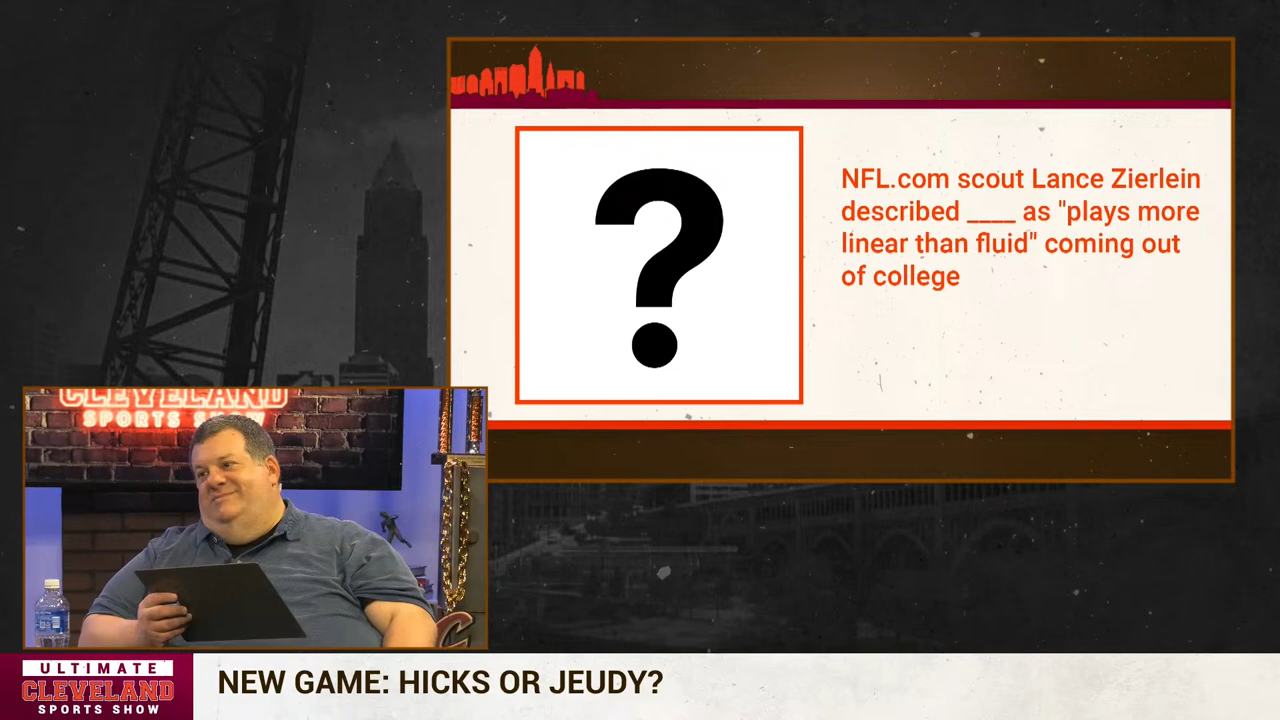 ?
NFL.com scout Lance Zierlein
described ____ as "plays more
linear than fluid" coming out
of college
CLEVELAND
SPORTS SHOW
ULTIMATE
CLEVELAND
SPORTS SHOW
NEW GAME: HICKS OR JEUDY?